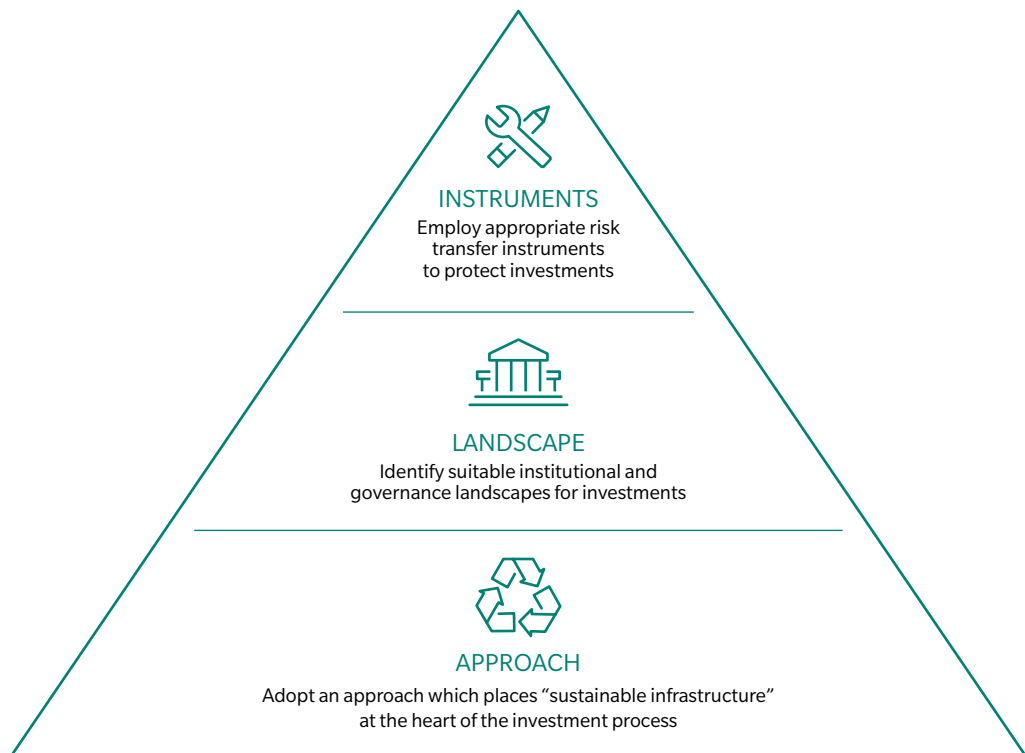 INSTRUMENTS
Employ appropriate risk
transfer instruments
to protect investments
LANDSCAPE
Identify suitable institutional and
governance landscapes for investments
APPROACH
Adopt an approach which places “sustainable infrastructure”
at the heart of the investment process